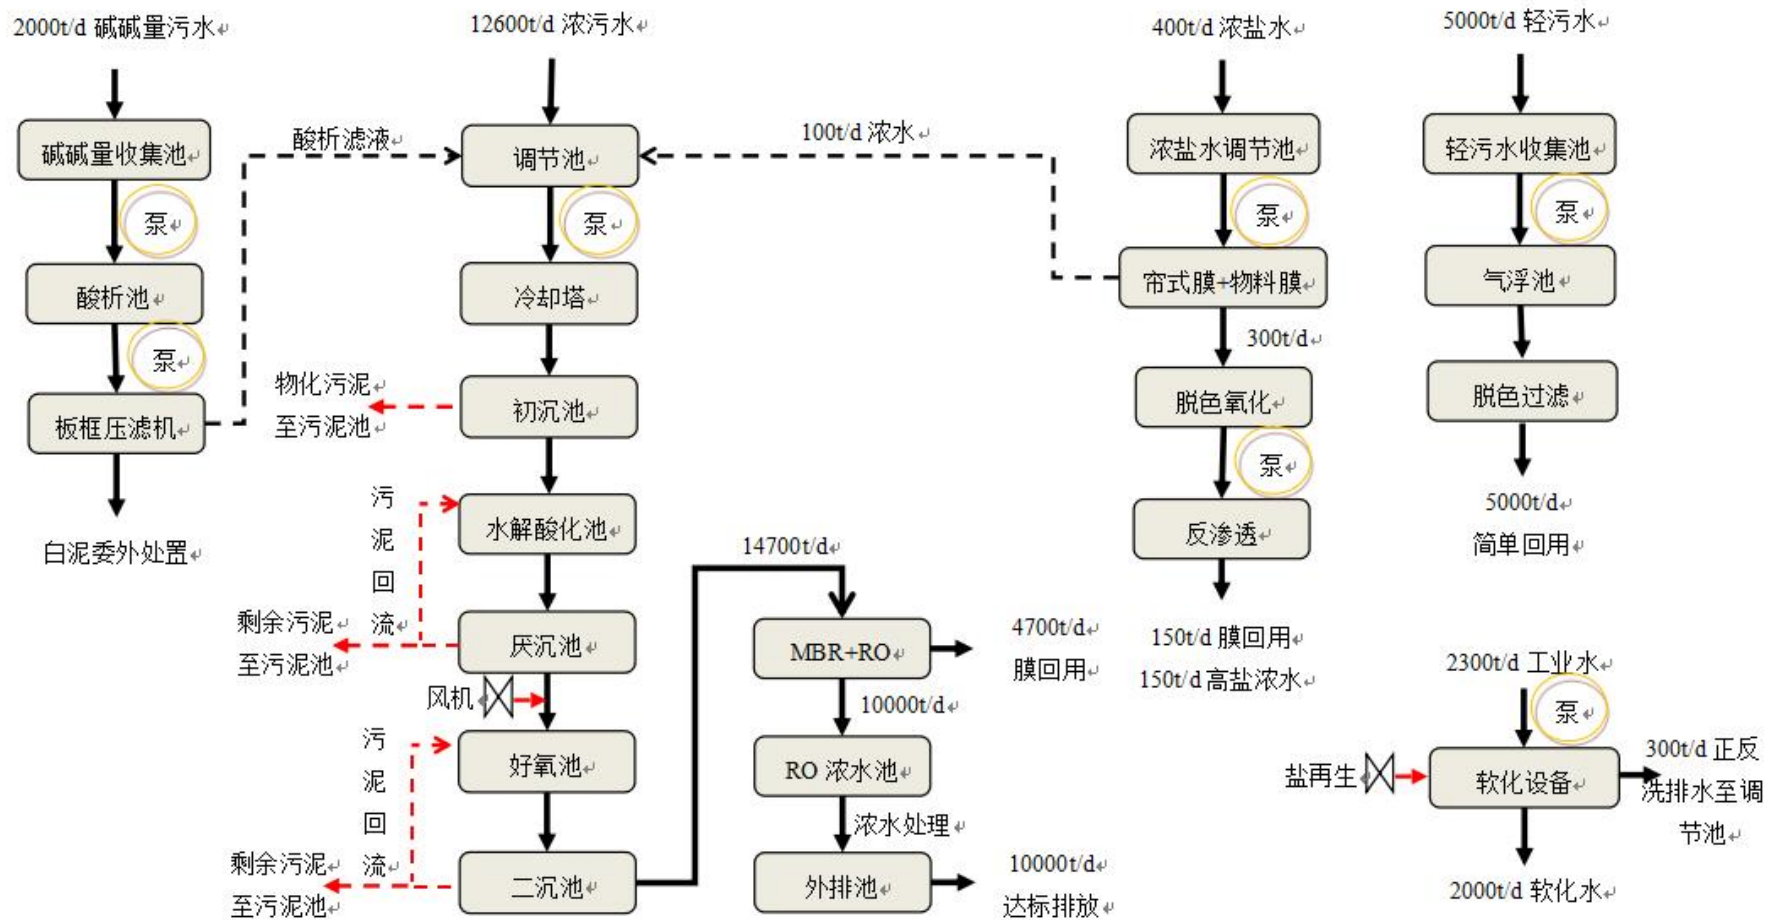 2000t/d 碱碱量污水
碱碱量收集池
泵
酸析池
泵
板框压滤机
白泥委外处置
酸析滤液
12600t/d 浓污水
调节池
泵
冷却塔
初沉池
物化污泥
至污泥池
水解酸化池
污
泥
回
流
厌沉池
剩余污泥
至污泥池
风机
好氧池
污
泥
回
流
二沉池
剩余污泥
至污泥池
14700t/d
MBR+RO
4700t/d
膜回用
10000t/d
RO 浓水池
浓水处理
外排池
10000t/d
达标排放
100t/d 浓水
400t/d 浓盐水
浓盐水调节池
泵
帘式膜+物料膜
300t/d
脱色氧化
泵
反渗透
150t/d 膜回用
150t/d 高盐浓水
5000t/d 轻污水
轻污水收集池
泵
气浮池
脱色过滤
5000t/d
简单回用
2300t/d 工业水
泵
盐再生
软化设备
300t/d 正反
洗排水至调
节池
2000t/d 软化水